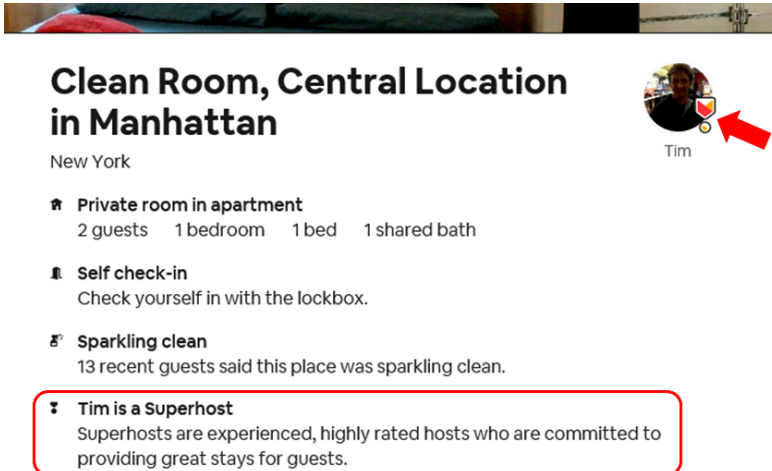 Clean Room, Central Location
in Manhattan
Tim
New York
Private room in apartment
2 guests 1 bedroom 1 bed 1 shared bath
Self check-in
Check yourself in with the lockbox.
Sparkling clean
13 recent guests said this place was sparkling clean.
Tim is a Superhost
Superhosts are experienced, highly rated hosts who are committed to
providing great stays for guests.